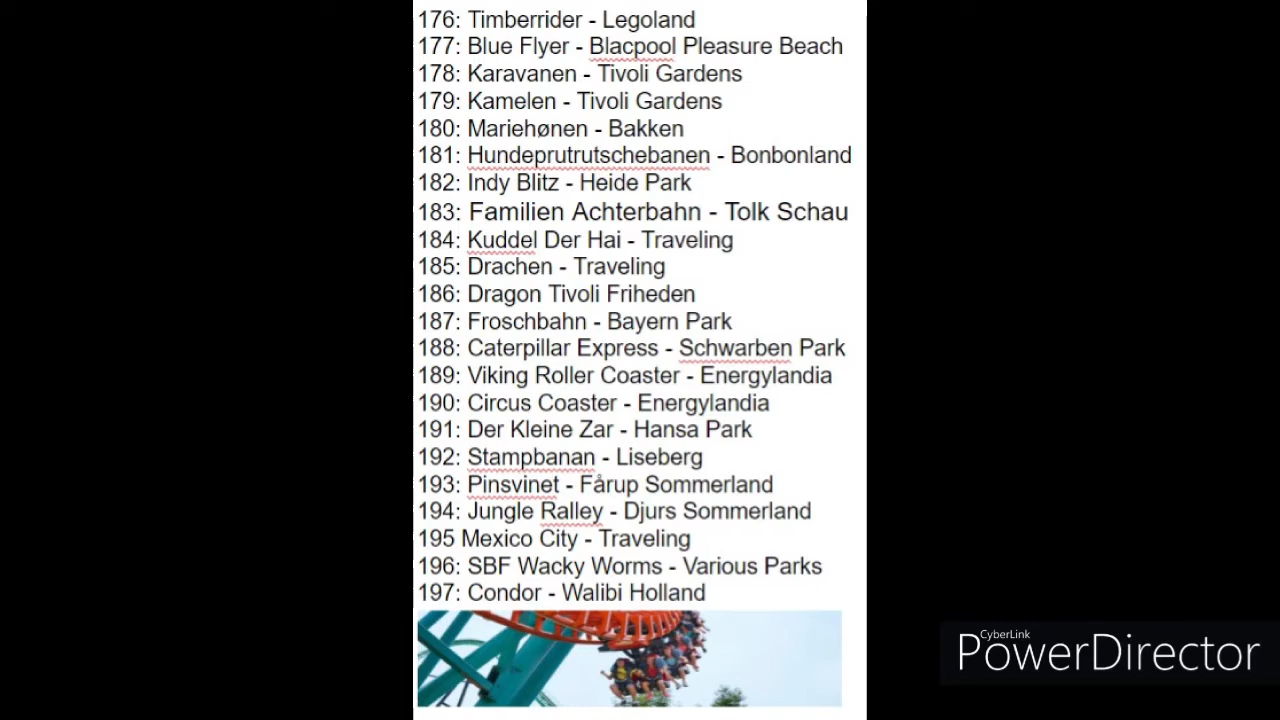 176: Timberrider - Legoland
177: Blue Flyer - Blacpool Pleasure Beach
178: Karavanen - Tivoli Gardens
179: Kamelen - Tivoli Gardens
180: Mariehønen - Bakken
181: Hundeprutrutschebanen - Bonbonland
182: Indy Blitz - Heide Park
183: Familien Achterbahn - Tolk Schau
184: Kuddel Der Hai - Traveling
185: Drachen - Traveling
186: Dragon Tivoli Friheden
187: Froschbahn - Bayern Park
188: Caterpillar Express - Schwarben Park
189: Viking Roller Coaster - Energylandia
190: Circus Coaster - Energylandia
191: Der Kleine Zar - Hansa Park
192: Stampbanan - Liseberg
193: Pinsvinet - Fårup Sommerland
194: Jungle Ralley - Djurs Sommerland
195 Mexico City - Traveling
196: SBF Wacky Worms - Various Parks
197: Condor - Walibi Holland
CyberLink
PowerDirector